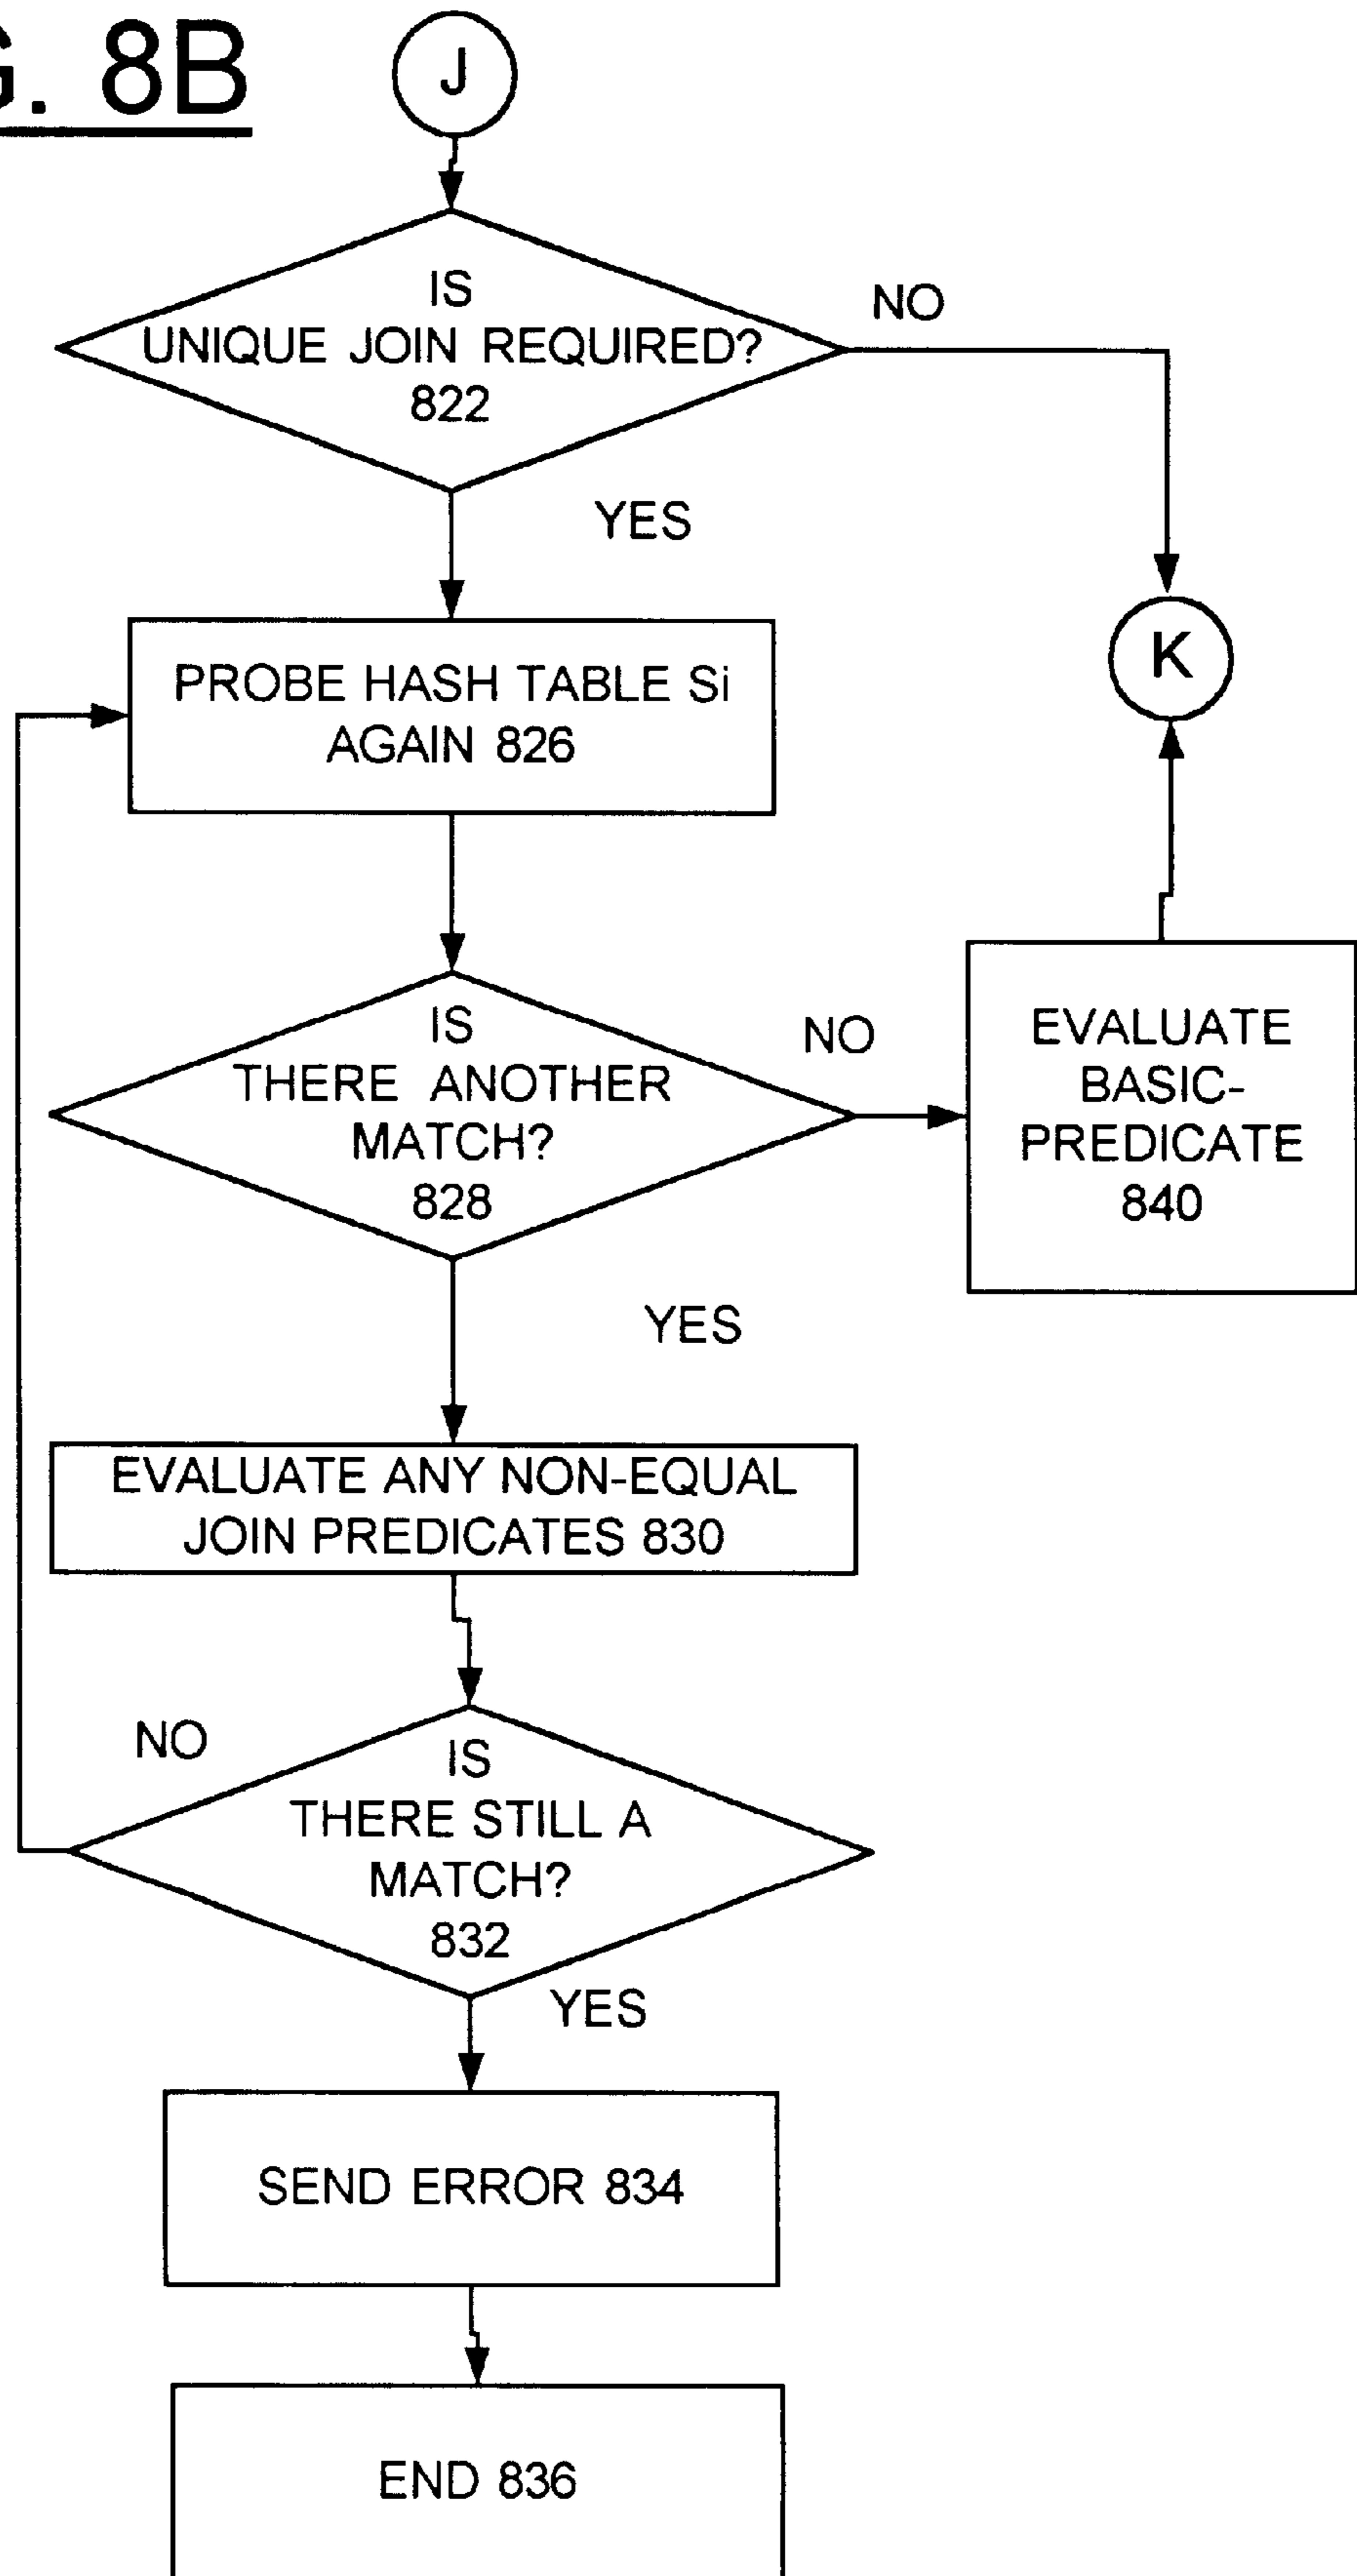 G. 8B
J
IS
UNIQUE JOIN REQUIRED?
822
NO
YES
PROBE HASH TABLE Si
AGAIN 826
K
IS
THERE ANOTHER
MATCH?
828
NO
EVALUATE
BASIC-
PREDICATE
840
YES
EVALUATE ANY NON-EQUAL
JOIN PREDICATES 830
NO
IS
THERE STILL A
MATCH?
832
YES
SEND ERROR 834
END 836